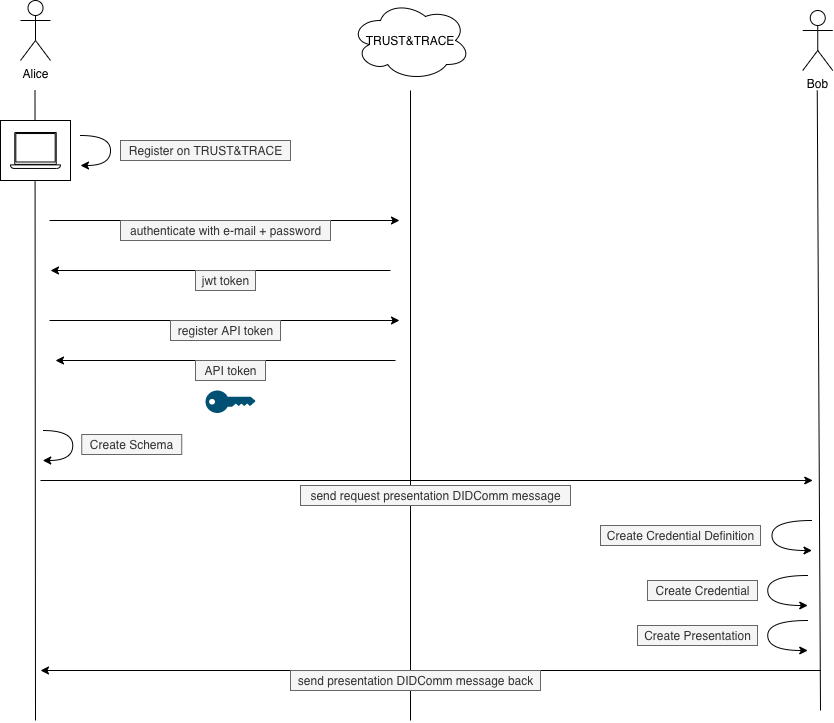 TRUST&TRACE
Alice
Bob
Register on TRUST&TRACE
authenticate with e-mail + password
jwt token
register API token
API token
Create Schema
send request presentation DIDComm message
Create Credential Definition
Create Credential
Create Presentation
send presentation DIDComm message back